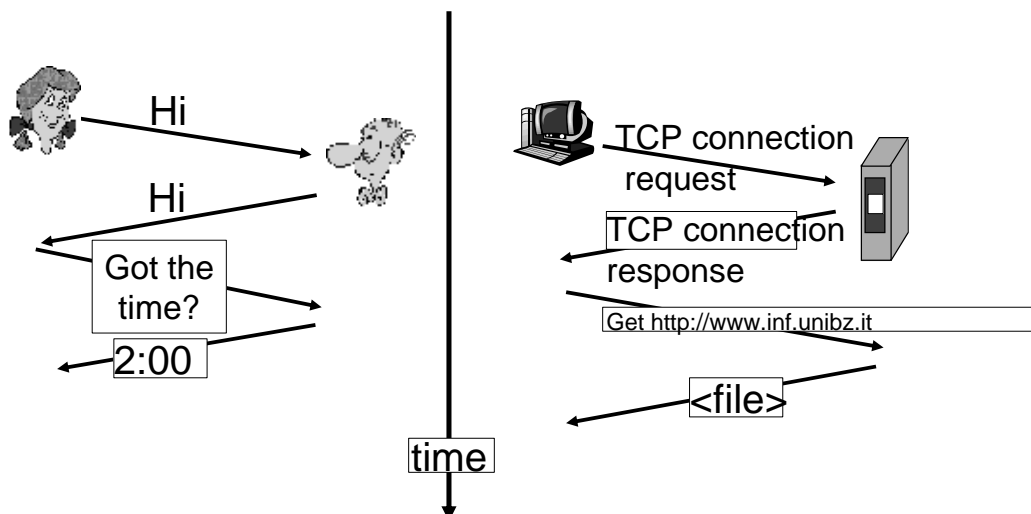 Hi
Hi
Got the
time?
2:00
TCP connection
request
TCP connection
response
Get http://www.inf.unibz.it
<file>
time